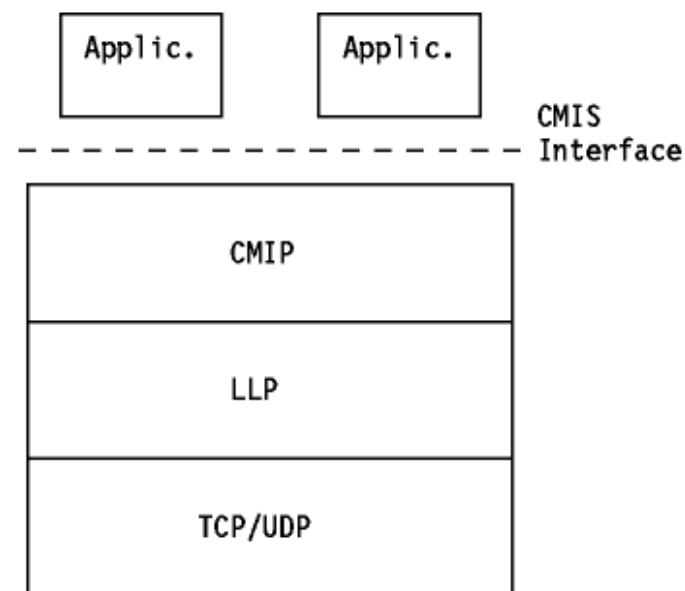 Applic.
Applic.
CMIS
Interface
CMIP
LLP
TCP/UDP